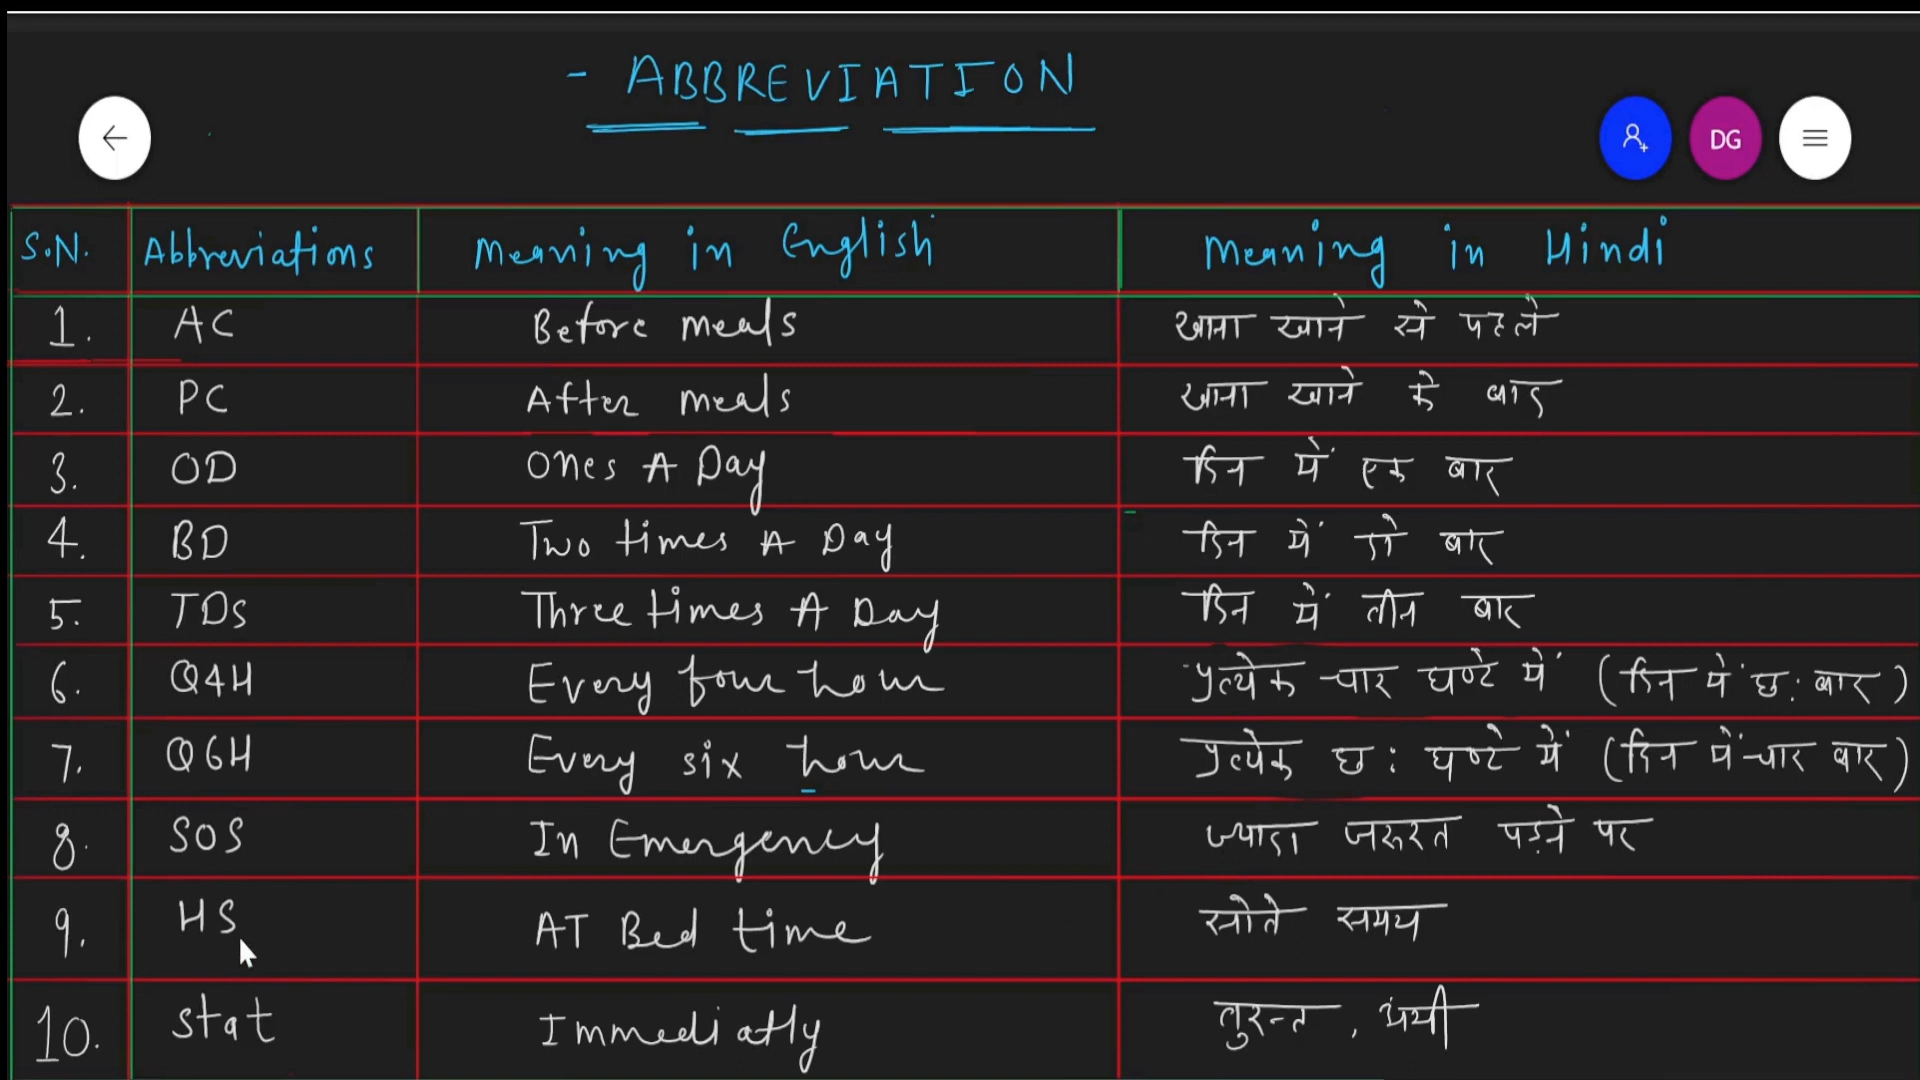 - ABBREVIATION
DG
S.N. Abbreviations Meaning in English Meaning in Hindi
1. AC Before meals खाना खाने से पहले
2. PC After meals खाना खाने के बाद
3. OD Ones A Day दिन में एक बार
4. BD Two times A Day दिन में दो बार
5. TDs Three times A Day दिन में तीन बार
6. Q4H Every four hour प्रत्येक चार घण्टे में (दिन में छः बार)
7. Q6H Every six hour प्रत्येक छः घण्टे में (दिन में चार बार)
8. SOS In Emergency ज्यादा जरूरत पड़ने पर
9. HS AT Bed time सोते समय
10. Stat Immediatly तुरन्त, अभी